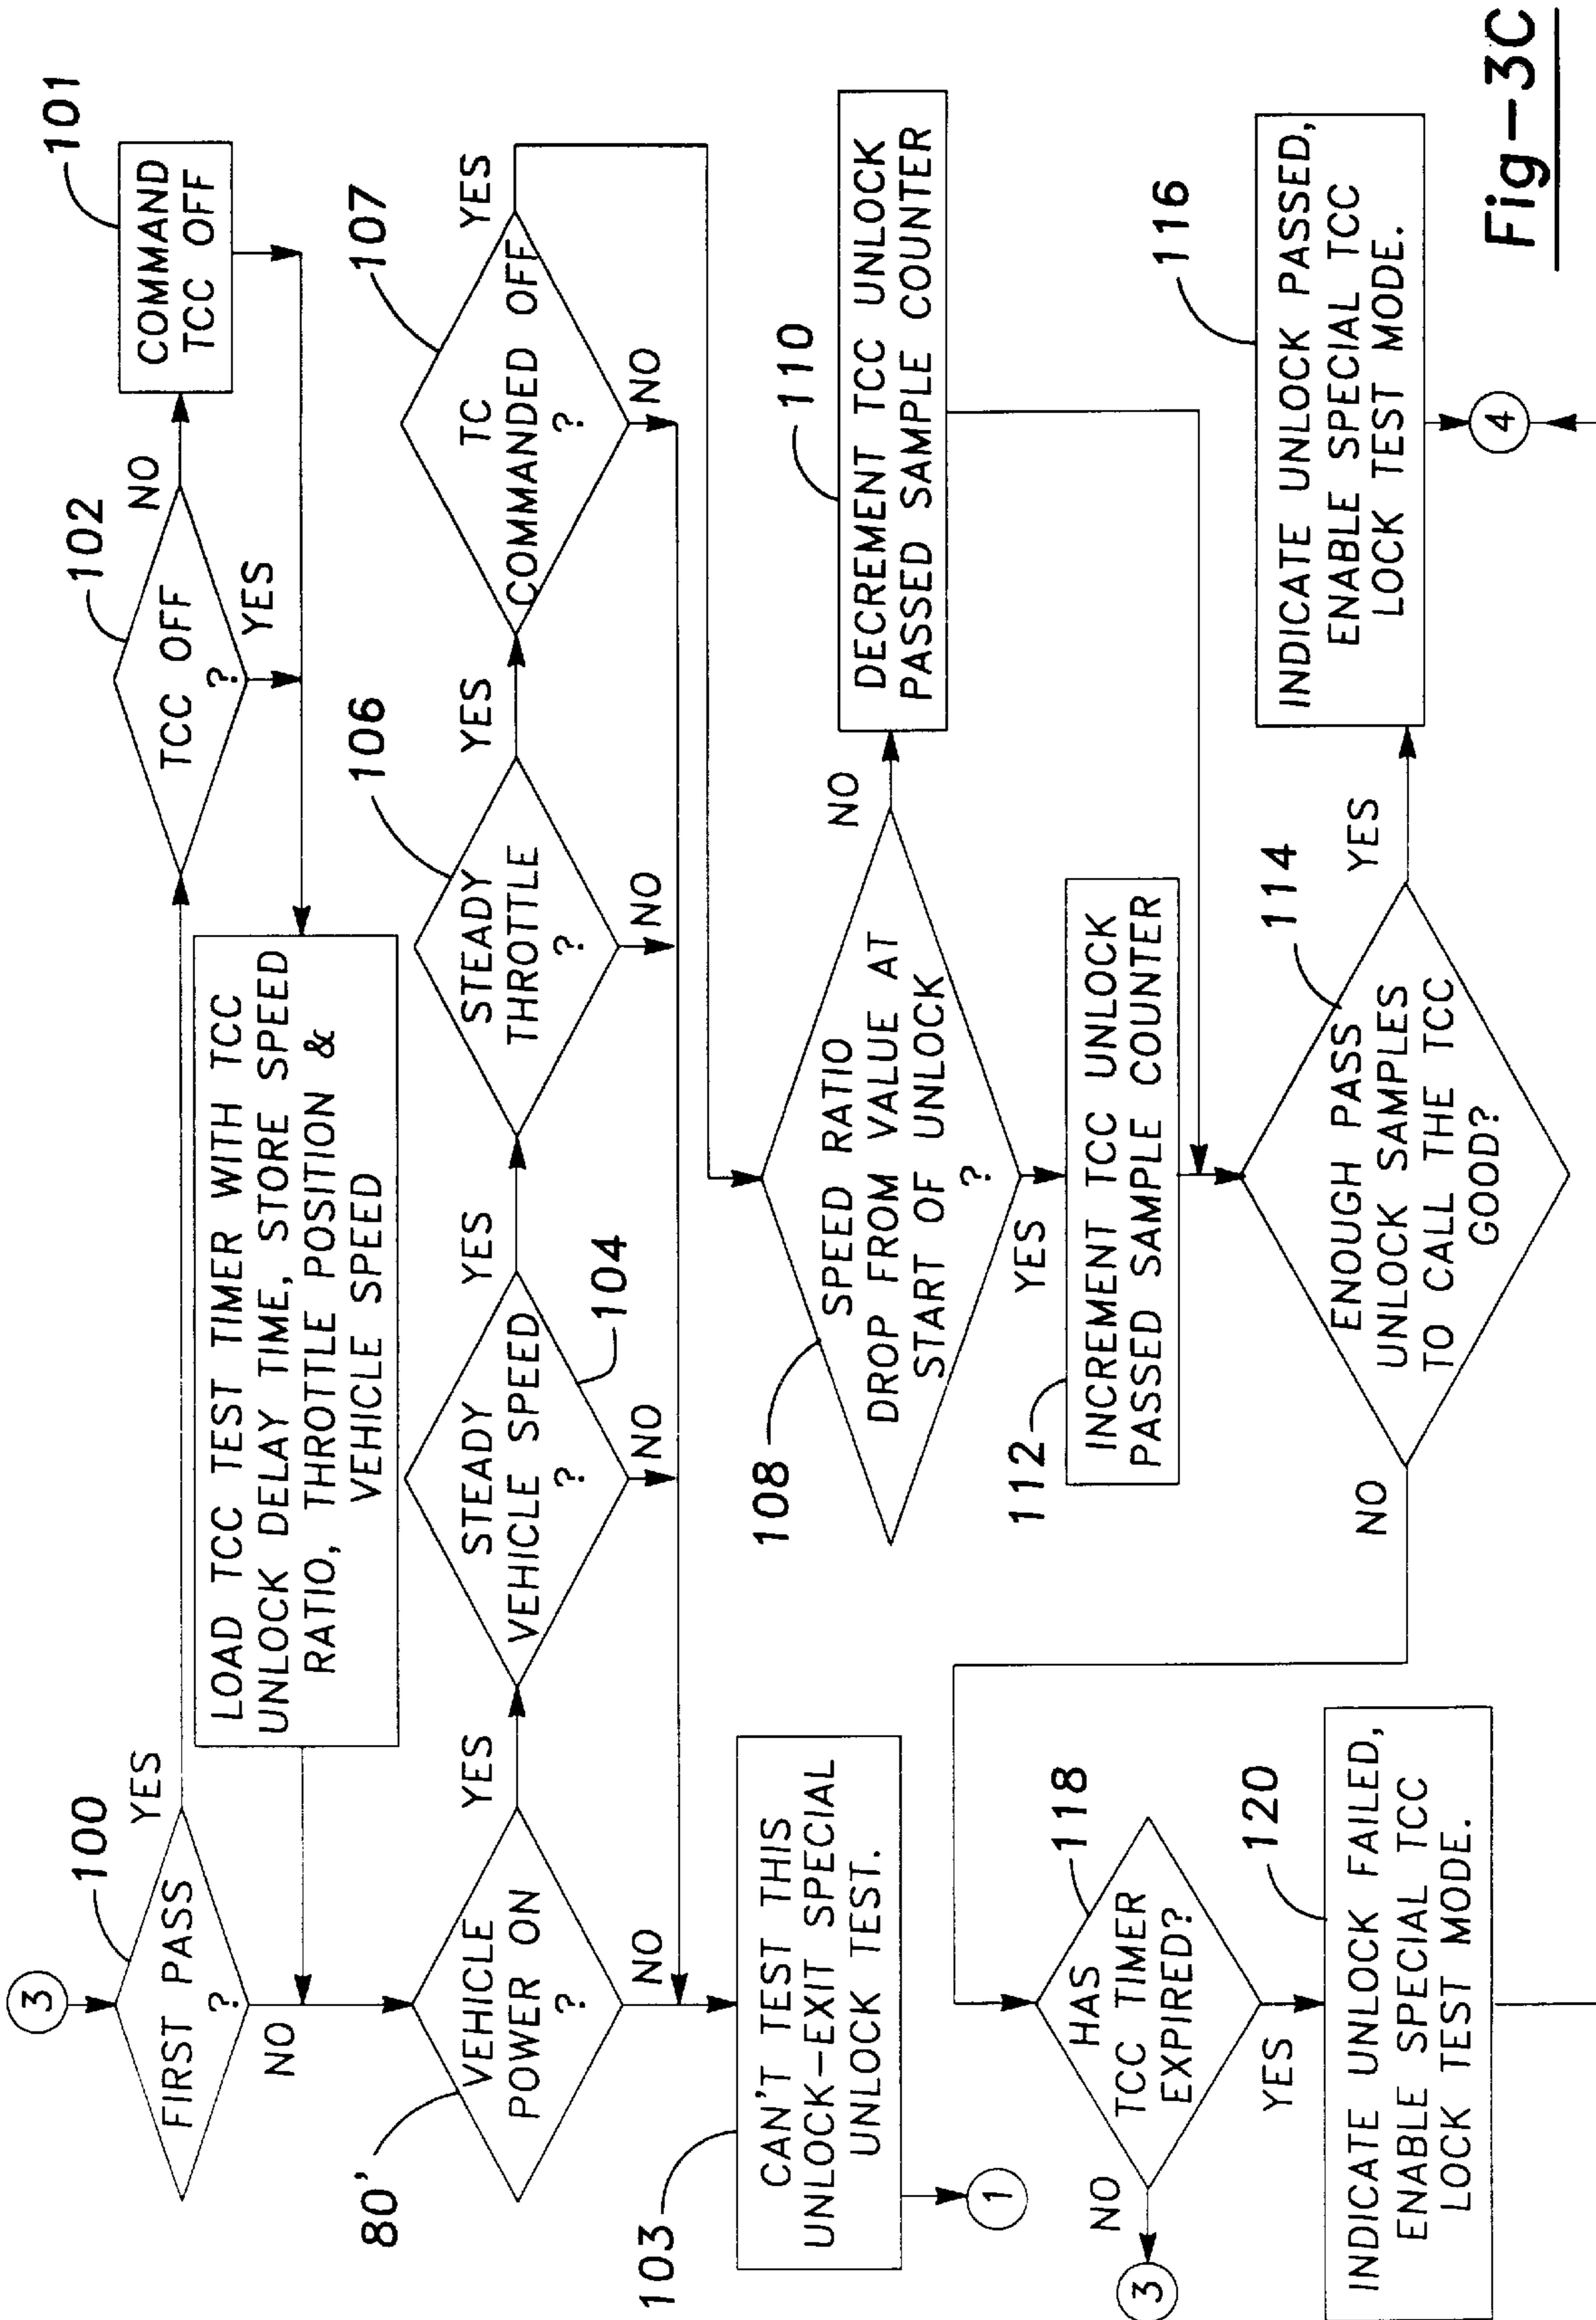 3
100
FIRST PASS
?
YES
NO
102
TCC OFF
?
NO
YES
101
COMMAND
TCC OFF
LOAD TCC TEST TIMER WITH TCC
UNLOCK DELAY TIME, STORE SPEED
RATIO, THROTTLE POSITION &
VEHICLE SPEED
80'
VEHICLE
POWER ON
?
YES
NO
STEADY
VEHICLE SPEED
?
104
YES
NO
106
STEADY
THROTTLE
?
YES
NO
107
TC
COMMANDED OFF
?
YES
NO
103
CAN'T TEST THIS
UNLOCK-EXIT SPECIAL
UNLOCK TEST.
1
108
SPEED RATIO
DROP FROM VALUE AT
START OF UNLOCK
?
NO
YES
110
DECREMENT TCC UNLOCK
PASSED SAMPLE COUNTER
112
INCREMENT TCC UNLOCK
PASSED SAMPLE COUNTER
114
ENOUGH PASS
UNLOCK SAMPLES
TO CALL THE TCC
GOOD?
NO
YES
116
INDICATE UNLOCK PASSED,
ENABLE SPECIAL TCC
LOCK TEST MODE.
4
118
HAS
TCC TIMER
EXPIRED?
NO
3
YES
120
INDICATE UNLOCK FAILED,
ENABLE SPECIAL TCC
LOCK TEST MODE.
Fig-3C